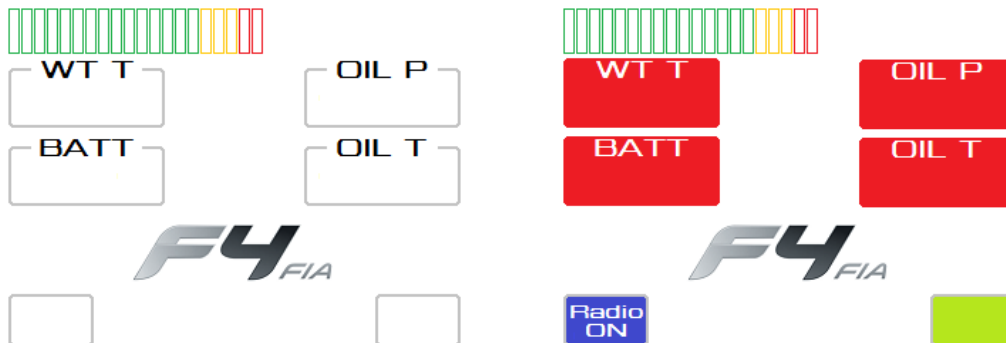 WT T
OIL P
BATT
OIL T
F4 FIA
WT T
OIL P
BATT
OIL T
F4 FIA
Radio
ON